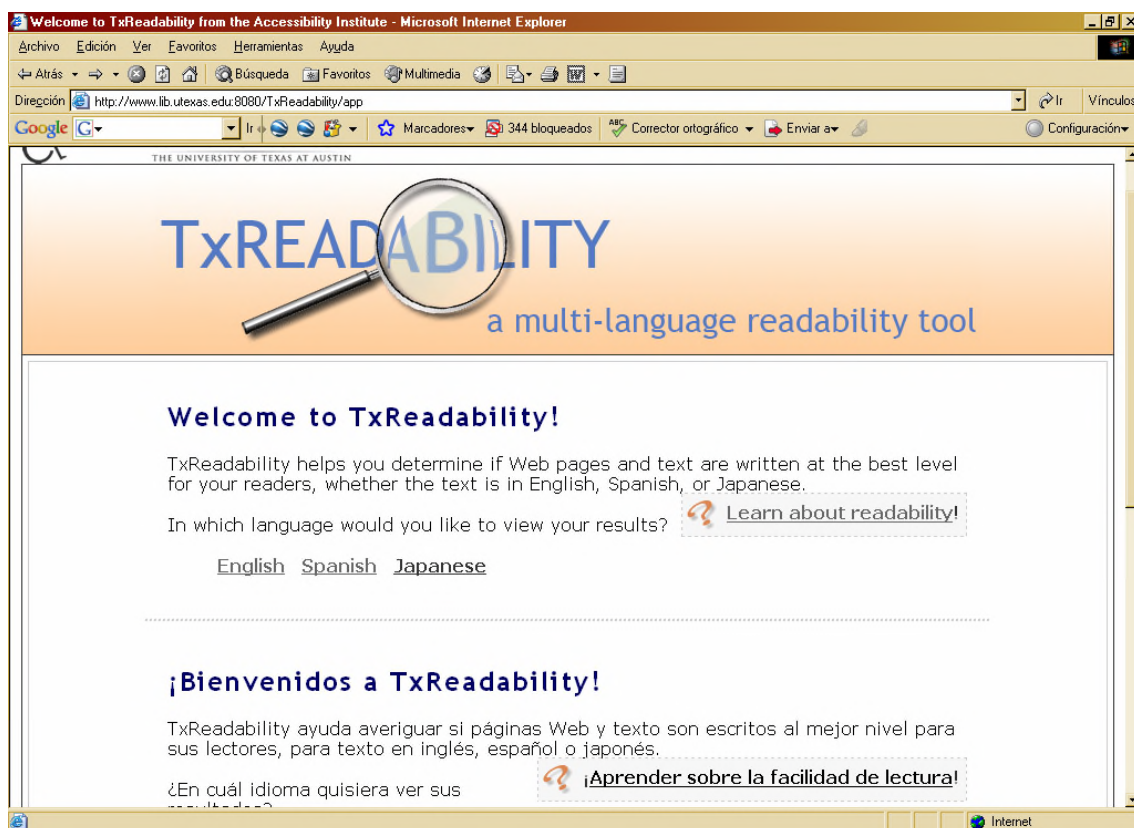 Welcome to TxReadability from the Accessibility Institute - Microsoft Internet Explorer
Archivo Edición Ver Favoritos Herramientas Ayuda
Atrás Búsqueda Favoritos Multimedia
Dirección http://www.lib.utexas.edu:8080/TxReadability/app Ir Vínculos
Google G Ir Marcadores 344 bloqueados ABC Corrector ortográfico Enviar a Configuración
THE UNIVERSITY OF TEXAS AT AUSTIN
TxREADABILITY
a multi-language readability tool
Welcome to TxReadability!
TxReadability helps you determine if Web pages and text are written at the best level
for your readers, whether the text is in English, Spanish, or Japanese.
In which language would you like to view your results?
Learn about readability!
English Spanish Japanese
¡Bienvenidos a TxReadability!
TxReadability ayuda averiguar si páginas Web y texto son escritos al mejor nivel para
sus lectores, para texto en inglés, español o japonés.
¡Aprender sobre la facilidad de lectura!
¿En cuál idioma quisiera ver sus
Internet